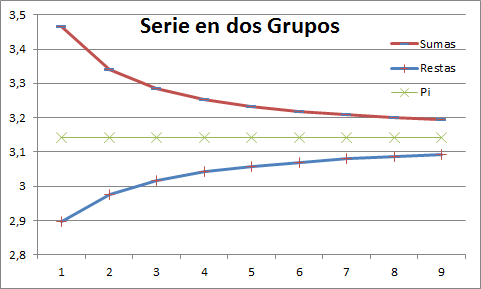 Serie en dos Grupos
3,5
3,4
3,3
3,2
3,1
3
2,9
2,8
Sumas
Restas
Pi
1 2 3 4 5 6 7 8 9